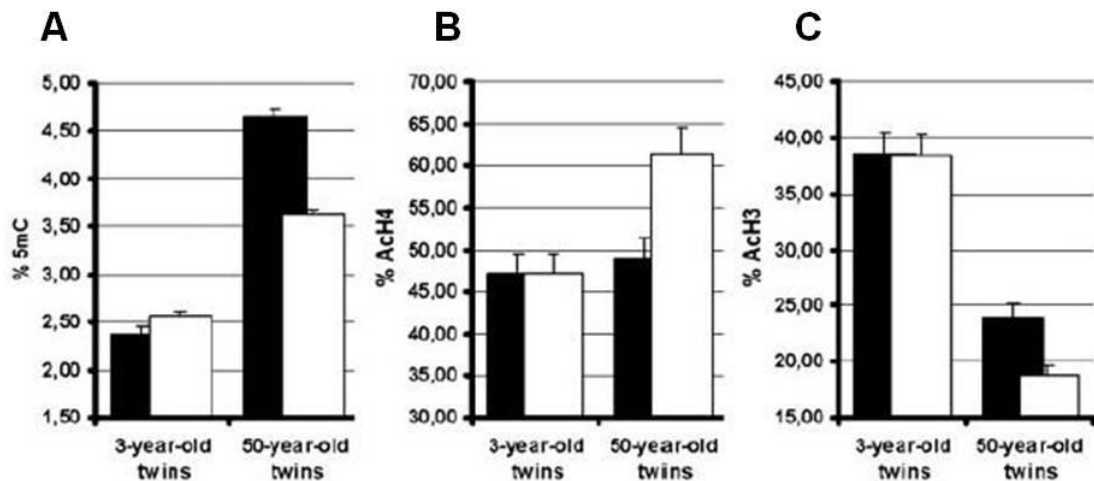 A
B
C
% 5mC
5,00
4,50
4,00
3,50
3,00
2,50
2,00
1,50
3-year-old twins
50-year-old twins
% AcH4
70,00
65,00
60,00
55,00
50,00
45,00
40,00
35,00
30,00
3-year-old twins
50-year-old twiins
% AcH3
45,00
40,00
35,00
30,00
25,00
20,00
15,00
3-year-old twins
50-year-old twins